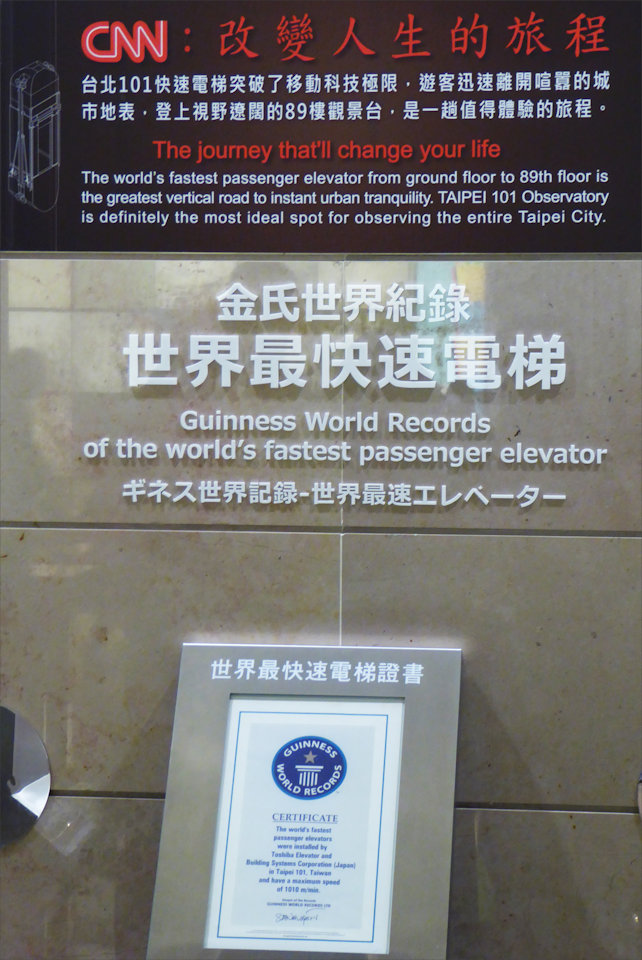 CNN：改變人生的旅程
台北101快速電梯突破了移動科技極限，遊客迅速離開喧囂的城
市地表，登上視野遼闊的89樓觀景台，是一趟值得體驗的旅程。
The journey that'll change your life
The world's fastest passenger elevator from ground floor to 89th floor is
the greatest vertical road to instant urban tranquility. TAIPEI 101 Observatory
is definitely the most ideal spot for observing the entire Taipei City.
金氏世界紀錄
世界最快速電梯
Guinness World Records
of the world's fastest passenger elevator
ギネス世界記録-世界最速エレベーター
世界最快速電梯證書
GUINNESS
WORLD RECORDS
CERTIFICATE
The world's fastest
passenger elevators
were installed by
Toshiba Elevator and
Building Systems Corporation (Japan)
in Taipei 101, Taiwan
and have a maximum speed
of 1010 m/min.
Keeper of the Records
GUINNESS WORLD RECORDS LTD